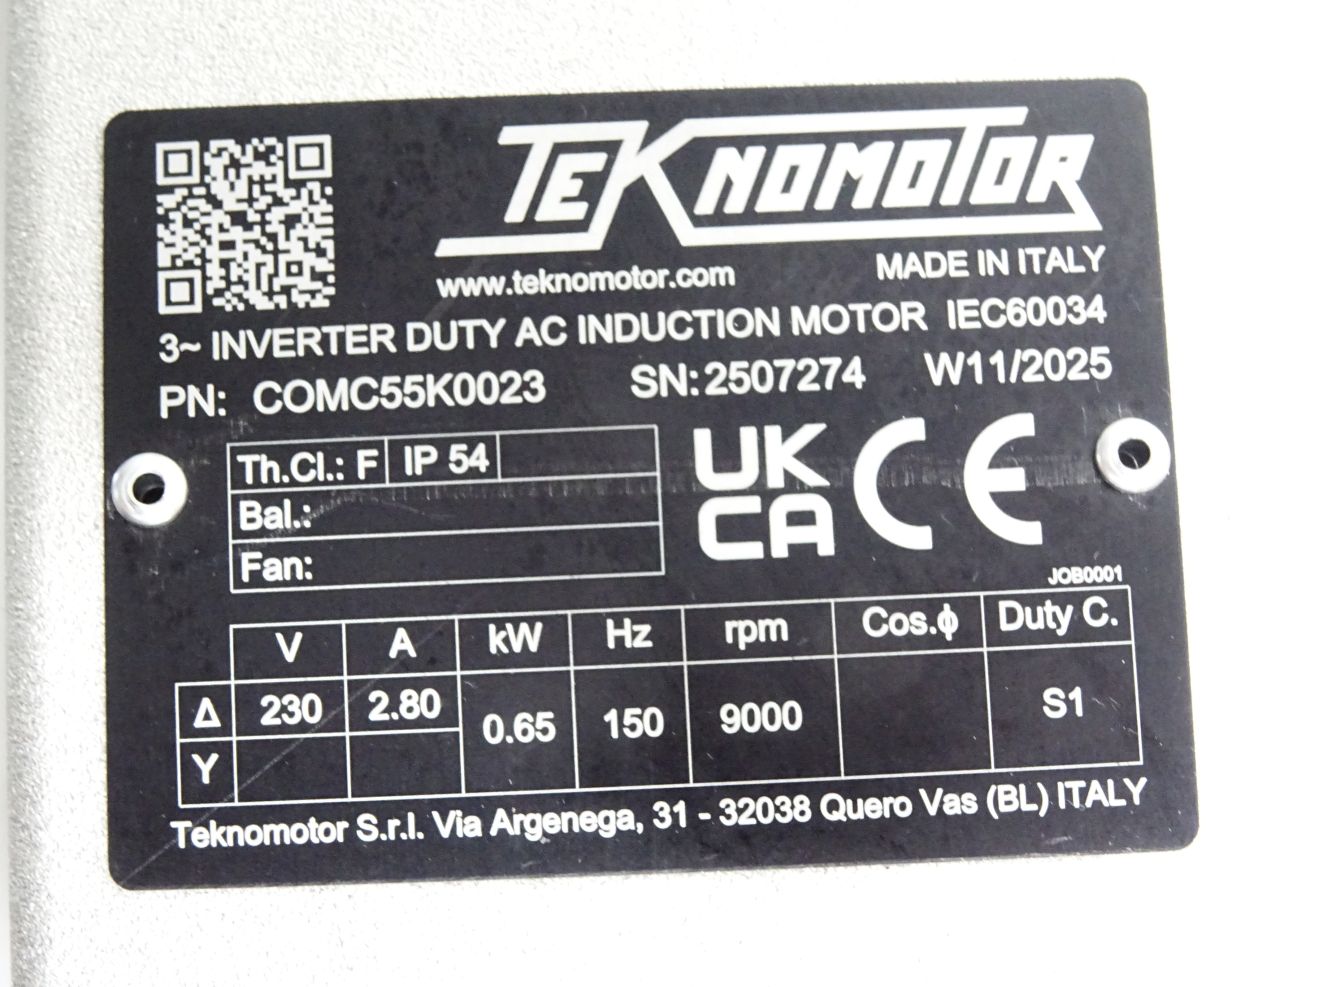 TEKNOMOTOR
www.teknomotor.com MADE IN ITALY
3~ INVERTER DUTY AC INDUCTION MOTOR IEC60034
PN: COMC55K0023 SN: 2507274 W11/2025
Th.Cl.: F IP 54
Bal.:
Fan:
UK
CA CE
JOB0001
V A kW Hz rpm Cos.ϕ Duty C.
Δ 230 2.80 0.65 150 9000 S1
Y
Teknomotor S.r.l. Via Argenega, 31 - 32038 Quero Vas (BL) ITALY